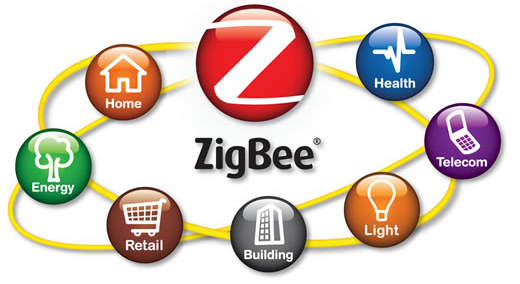 Home
Health
ZigBee®
Energy
Telecom
Retail
Building
Light